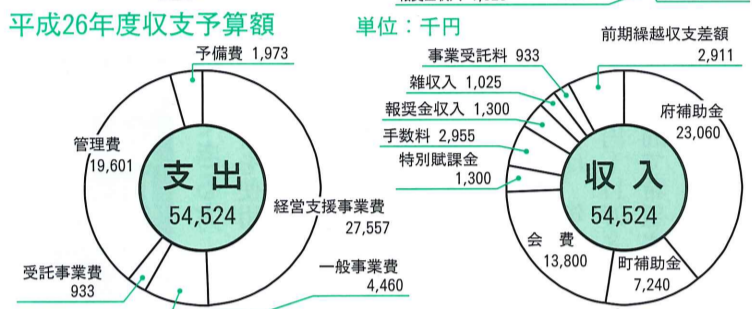 平成26年度収支予算額
単位：千円
予備費 1,973
管理費
19,601
支出
54,524
経営支援事業費
27,557
受託事業費
933
一般事業費
4,460
前期繰越収支差額
2,911
事業受託料 933
雑収入 1,025
報奨金収入 1,300
手数料 2,955
特別賦課金
1,300
府補助金
23,060
収入
54,524
会費
13,800
町補助金
7,240